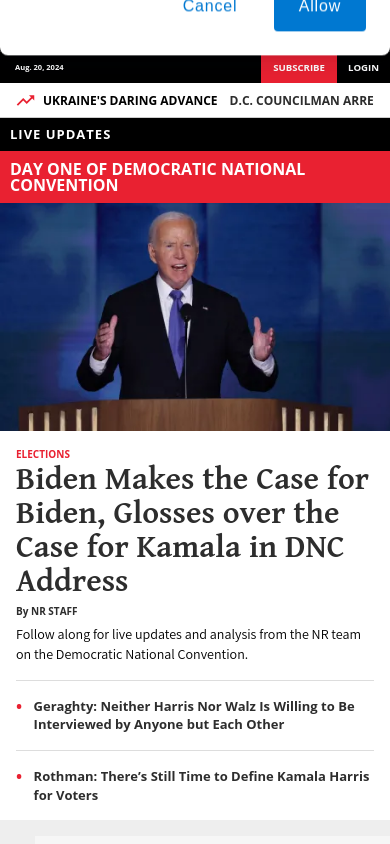 Cancel Allow
Aug. 20, 2024 SUBSCRIBE LOGIN
UKRAINE'S DARING ADVANCE D.C. COUNCILMAN ARRE
LIVE UPDATES
DAY ONE OF DEMOCRATIC NATIONAL
CONVENTION
ELECTIONS
Biden Makes the Case for
Biden, Glosses over the
Case for Kamala in DNC
Address
By NR STAFF
Follow along for live updates and analysis from the NR team
on the Democratic National Convention.
• Geraghty: Neither Harris Nor Walz Is Willing to Be
Interviewed by Anyone but Each Other
• Rothman: There’s Still Time to Define Kamala Harris
for Voters